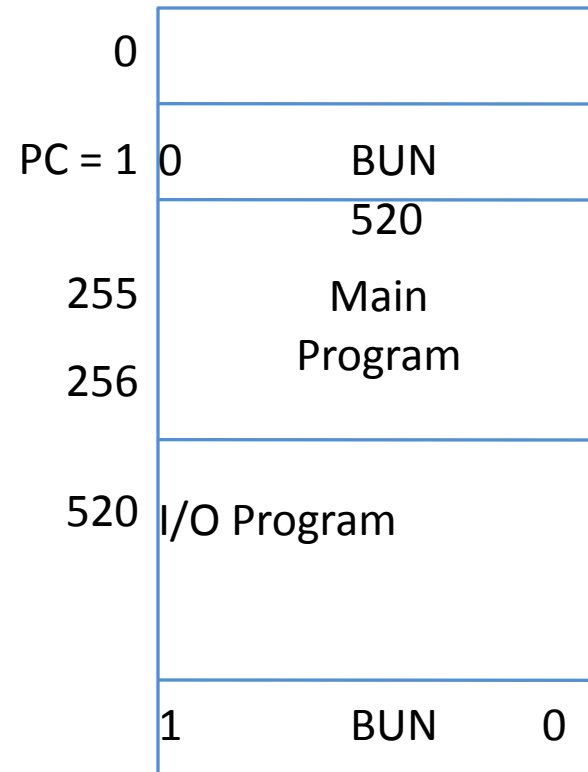 0
PC = 1 0 BUN
520
255 Main
Program
256
520 I/O Program
1 BUN 0